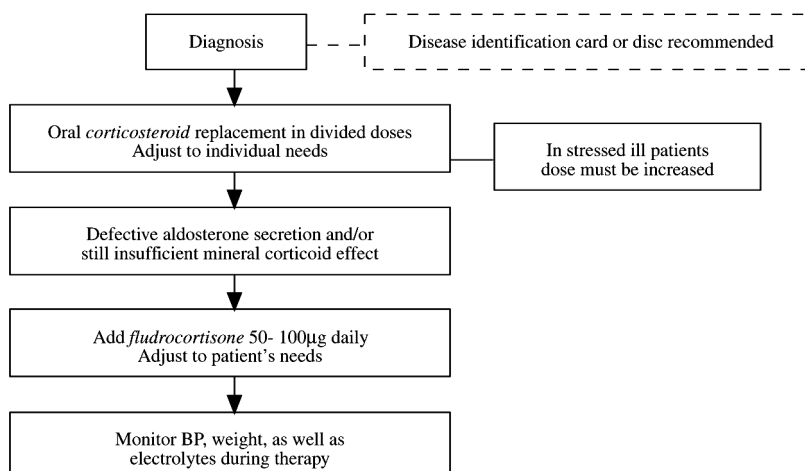 Diagnosis
Disease identification card or disc recommended
Oral corticosteroid replacement in divided doses
Adjust to individual needs
In stressed ill patients
dose must be increased
Defective aldosterone secretion and/or
still insufficient mineral corticoid effect
Add fludrocortisone 50- 100μg daily
Adjust to patient's needs
Monitor BP, weight, as well as
electrolytes during therapy